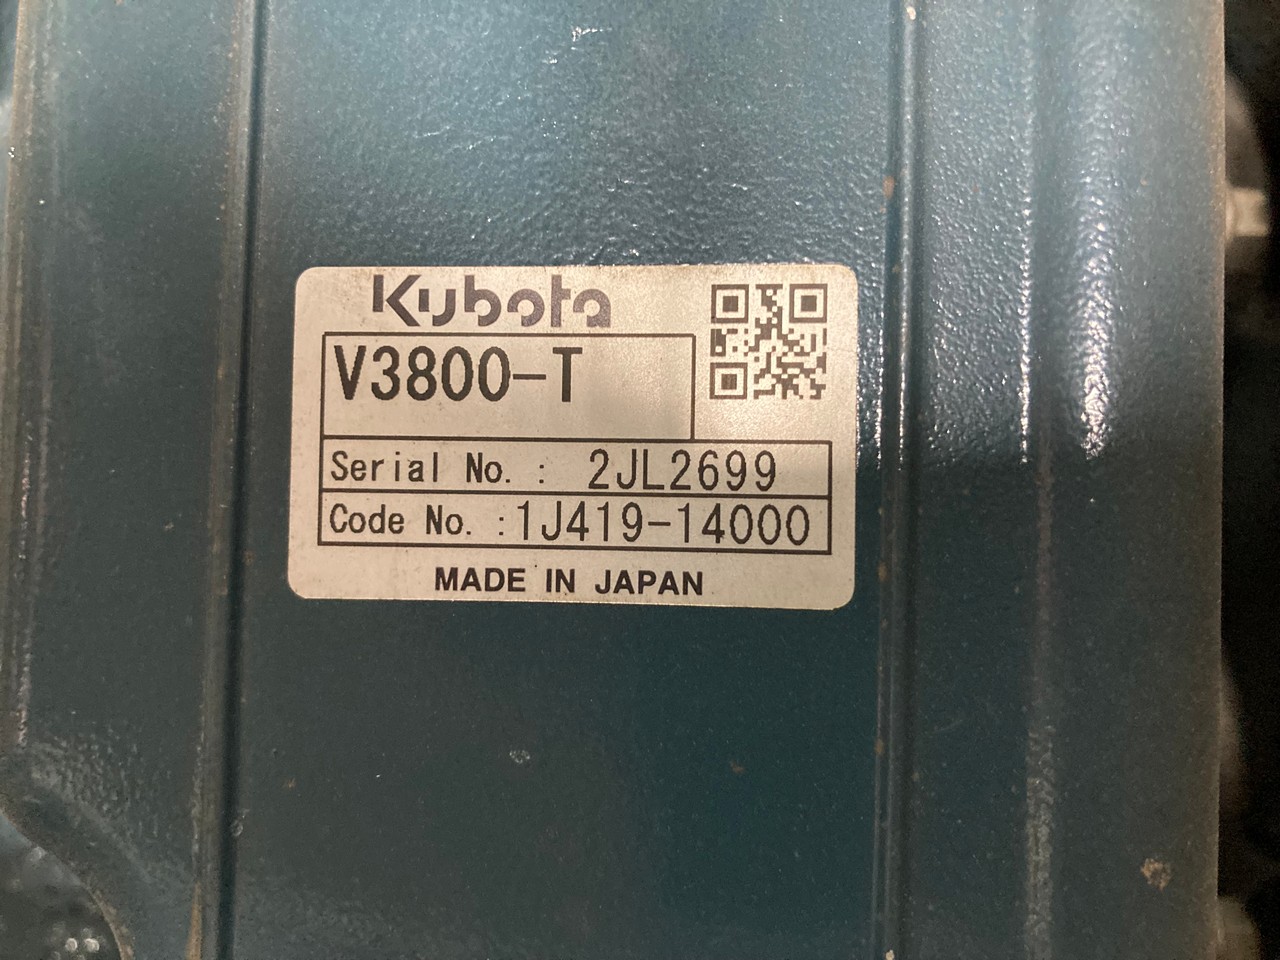 Kubota
V3800-T
Serial No. : 2JL2699
Code No. :1J419-14000
MADE IN JAPAN